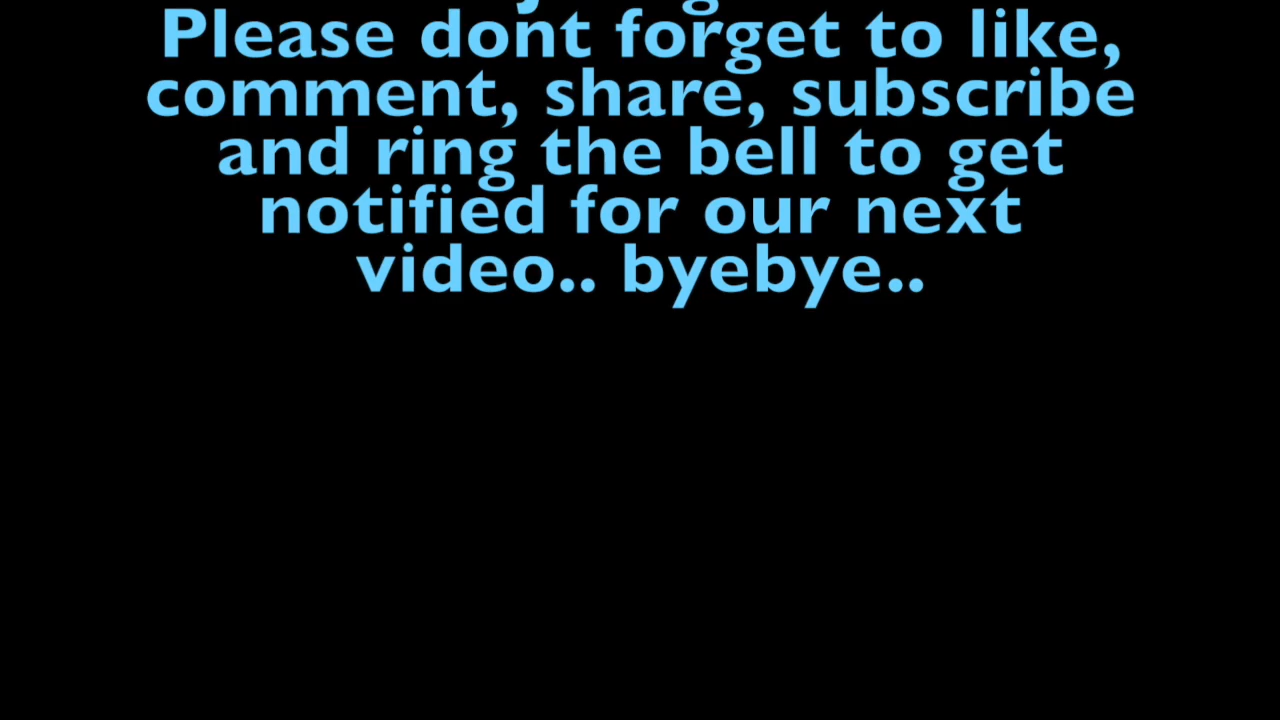 Please dont forget to like,
comment, share, subscribe
and ring the bell to get
notified for our next
video.. byebye..